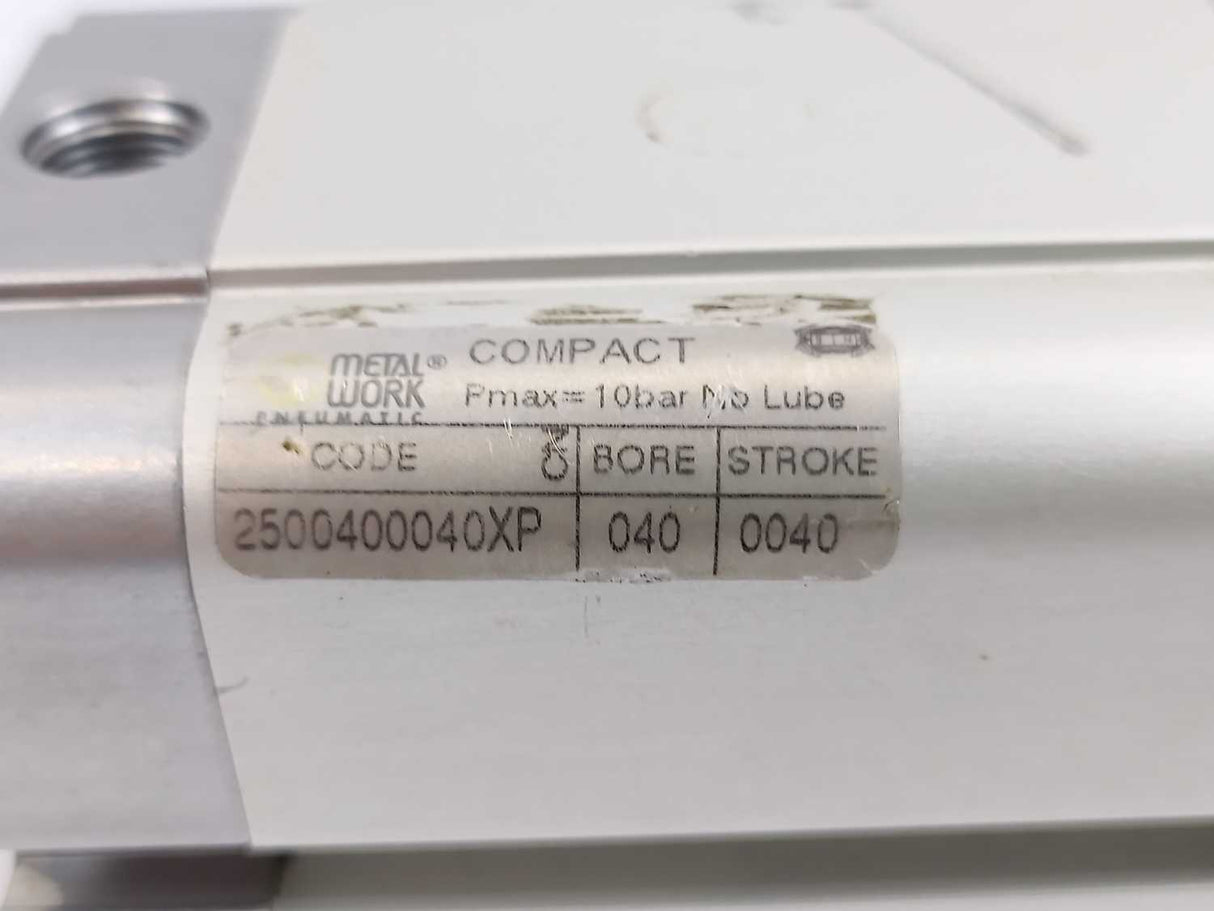 METAL® COMPACT
WORK Pmax=10bar No Lube
PNEUMATIC
CODE BORE STROKE
2500400040XP 040 0040